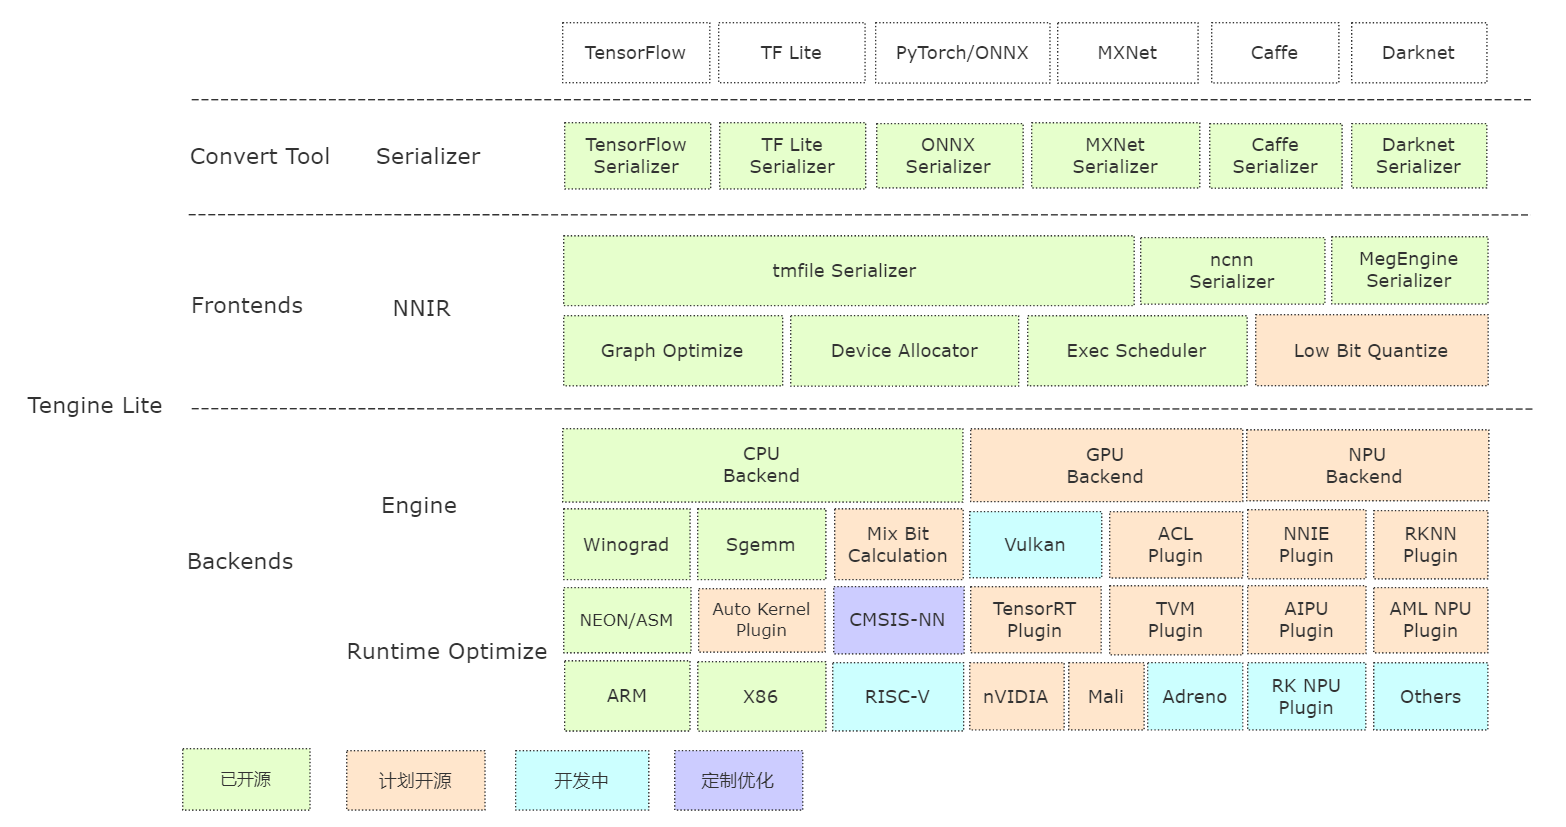 TensorFlow
TF Lite
PyTorch/ONNX
MXNet
Caffe
Darknet
Convert Tool
Serializer
TensorFlow
Serializer
TF Lite
Serializer
ONNX
Serializer
MXNet
Serializer
Caffe
Serializer
Darknet
Serializer
Tengine Lite
Frontends
NNIR
tmfile Serializer
ncnn
Serializer
MegEngine
Serializer
Graph Optimize
Device Allocator
Exec Scheduler
Low Bit Quantize
Backends
Engine
CPU
Backend
GPU
Backend
NPU
Backend
Winograd
Sgemm
Mix Bit
Calculation
Vulkan
ACL
Plugin
NNIE
Plugin
RKNN
Plugin
Runtime Optimize
NEON/ASM
Auto Kernel
Plugin
CMSIS-NN
TensorRT
Plugin
TVM
Plugin
AIPU
Plugin
AML NPU
Plugin
ARM
X86
RISC-V
nVIDIA
Mali
Adreno
RK NPU
Plugin
Others
已开源
计划开源
开发中
定制优化